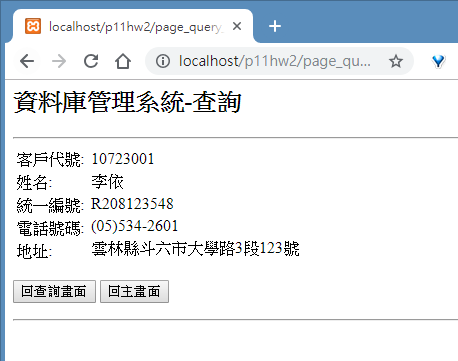 localhost/p11hw2/page_query
localhost/p11hw2/page_qu...
資料庫管理系統-查詢
客戶代號: 10723001
姓名: 李依
統一編號: R208123548
電話號碼: (05)534-2601
地址: 雲林縣斗六市大學路3段123號
回查詢畫面 回主畫面